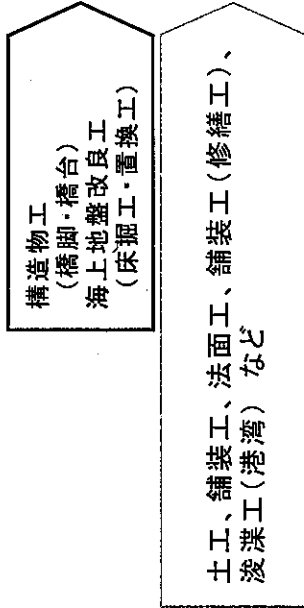 構造物工
(橋脚・橋台)
海上地盤改良工
(床掘工・置換工)
土工、舗装工、法面工、舗装工(修繕工)、
浚渫工(港湾) など